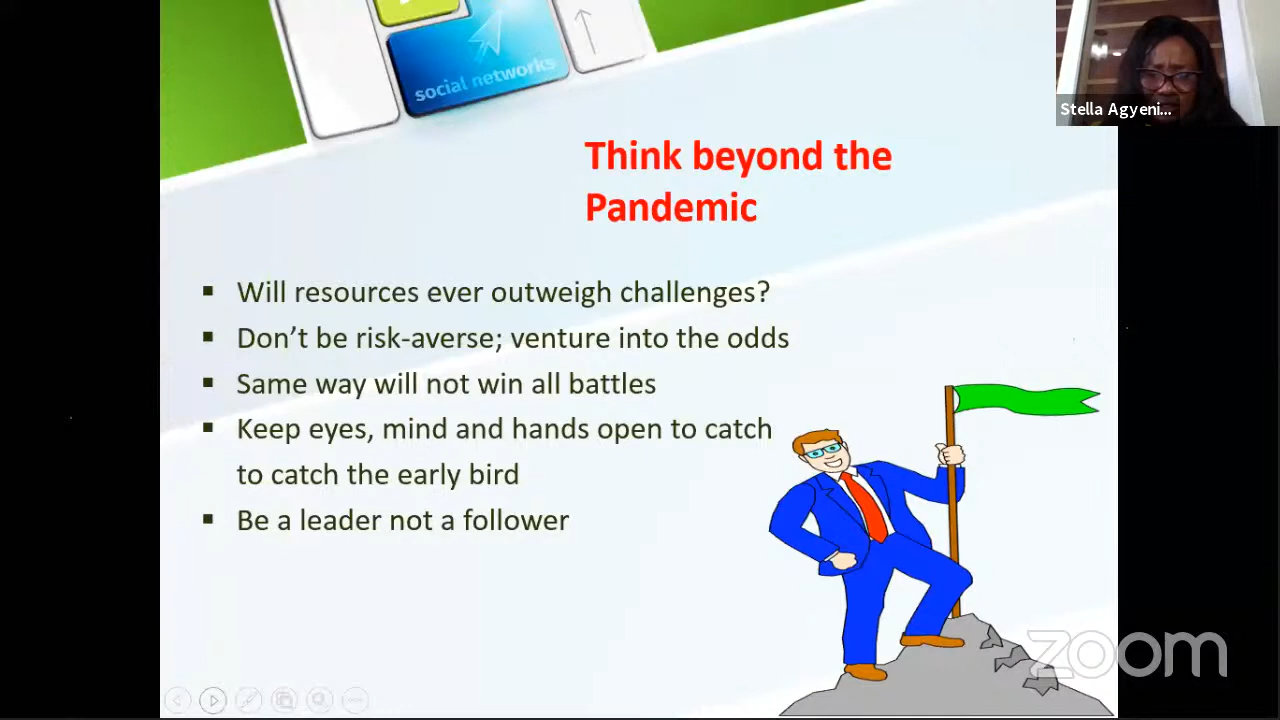 social networks
Stella Agyeni...
Think beyond the
Pandemic
▪ Will resources ever outweigh challenges?
▪ Don't be risk-averse; venture into the odds
▪ Same way will not win all battles
▪ Keep eyes, mind and hands open to catch
to catch the early bird
▪ Be a leader not a follower
zoom